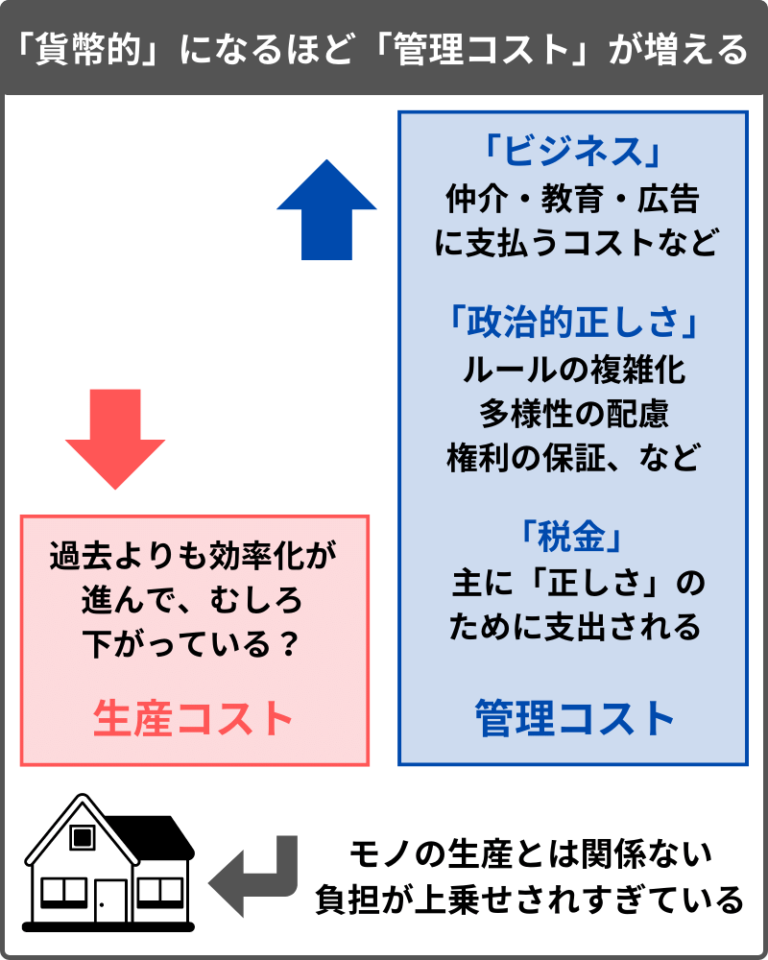 「貨幣的」になるほど「管理コスト」が増える
「ビジネス」
仲介・教育・広告
に支払うコストなど
「政治的正しさ」
ルールの複雑化
多様性の配慮
権利の保証、など
「税金」
主に「正しさ」の
ために支出される
管理コスト
過去よりも効率化が
進んで、むしろ
下がっている？
生産コスト
モノの生産とは関係ない
負担が上乗せされすぎている